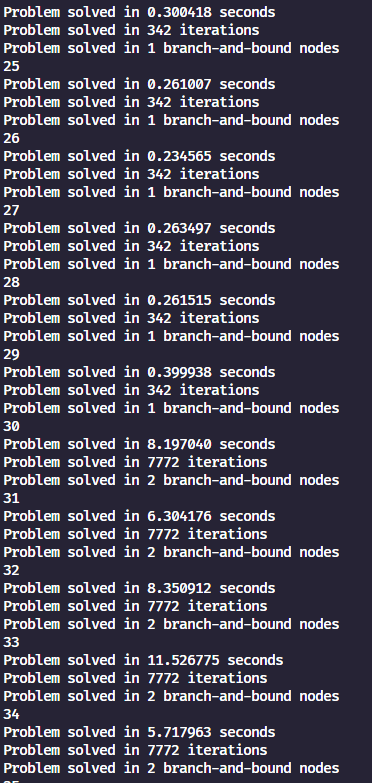 Problem solved in 0.300418 seconds
Problem solved in 342 iterations
Problem solved in 1 branch-and-bound nodes
25
Problem solved in 0.261007 seconds
Problem solved in 342 iterations
Problem solved in 1 branch-and-bound nodes
26
Problem solved in 0.234565 seconds
Problem solved in 342 iterations
Problem solved in 1 branch-and-bound nodes
27
Problem solved in 0.263497 seconds
Problem solved in 342 iterations
Problem solved in 1 branch-and-bound nodes
28
Problem solved in 0.261515 seconds
Problem solved in 342 iterations
Problem solved in 1 branch-and-bound nodes
29
Problem solved in 0.399938 seconds
Problem solved in 342 iterations
Problem solved in 1 branch-and-bound nodes
30
Problem solved in 8.197040 seconds
Problem solved in 7772 iterations
Problem solved in 2 branch-and-bound nodes
31
Problem solved in 6.304176 seconds
Problem solved in 7772 iterations
Problem solved in 2 branch-and-bound nodes
32
Problem solved in 8.350912 seconds
Problem solved in 7772 iterations
Problem solved in 2 branch-and-bound nodes
33
Problem solved in 11.526775 seconds
Problem solved in 7772 iterations
Problem solved in 2 branch-and-bound nodes
34
Problem solved in 5.717963 seconds
Problem solved in 7772 iterations
Problem solved in 2 branch-and-bound nodes